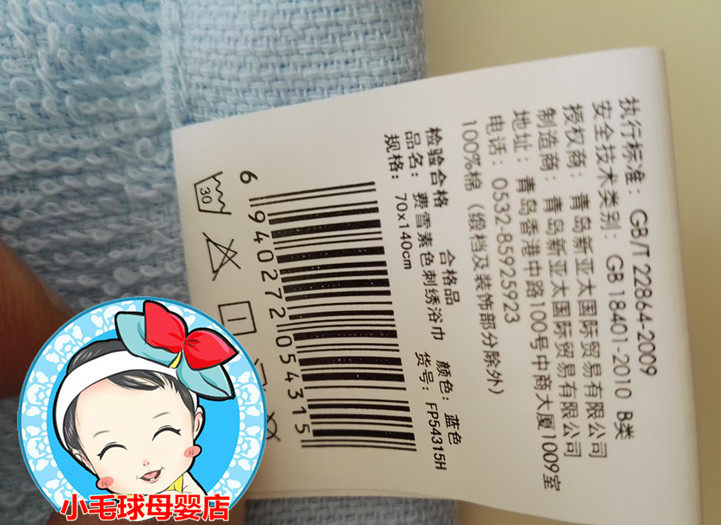 执行标准：GB/T 22864-2009
安全技术类别：GB 18401-2010 B类
授权商：青岛新亚太国际贸易有限公司
制造商：青岛新亚太国际贸易有限公司
地址：青岛香港中路100号中商大厦1009室
电话：0532-85925923
100%棉（缎档及装饰部分除外）
检验合格 合格品 颜色：蓝色
品名：费雪素色刺绣浴巾 货号：FP54315H
规格：70x140cm
6 940272 054315
30
小毛球母婴店